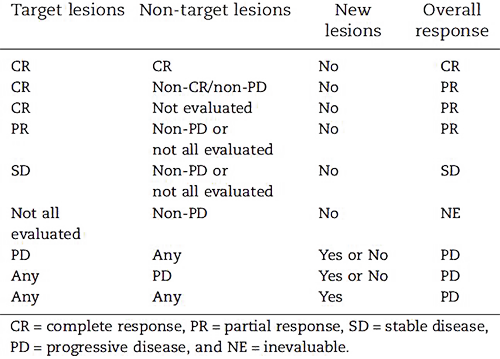 Target lesions Non-target lesions New lesions Overall response
CR CR No CR
CR Non-CR/non-PD No PR
CR Not evaluated No PR
PR Non-PD or not all evaluated No PR
SD Non-PD or not all evaluated No SD
Not all evaluated Non-PD No NE
PD Any Yes or No PD
Any PD Yes or No PD
Any Any Yes PD
CR = complete response, PR = partial response, SD = stable disease,
PD = progressive disease, and NE = inevaluable.